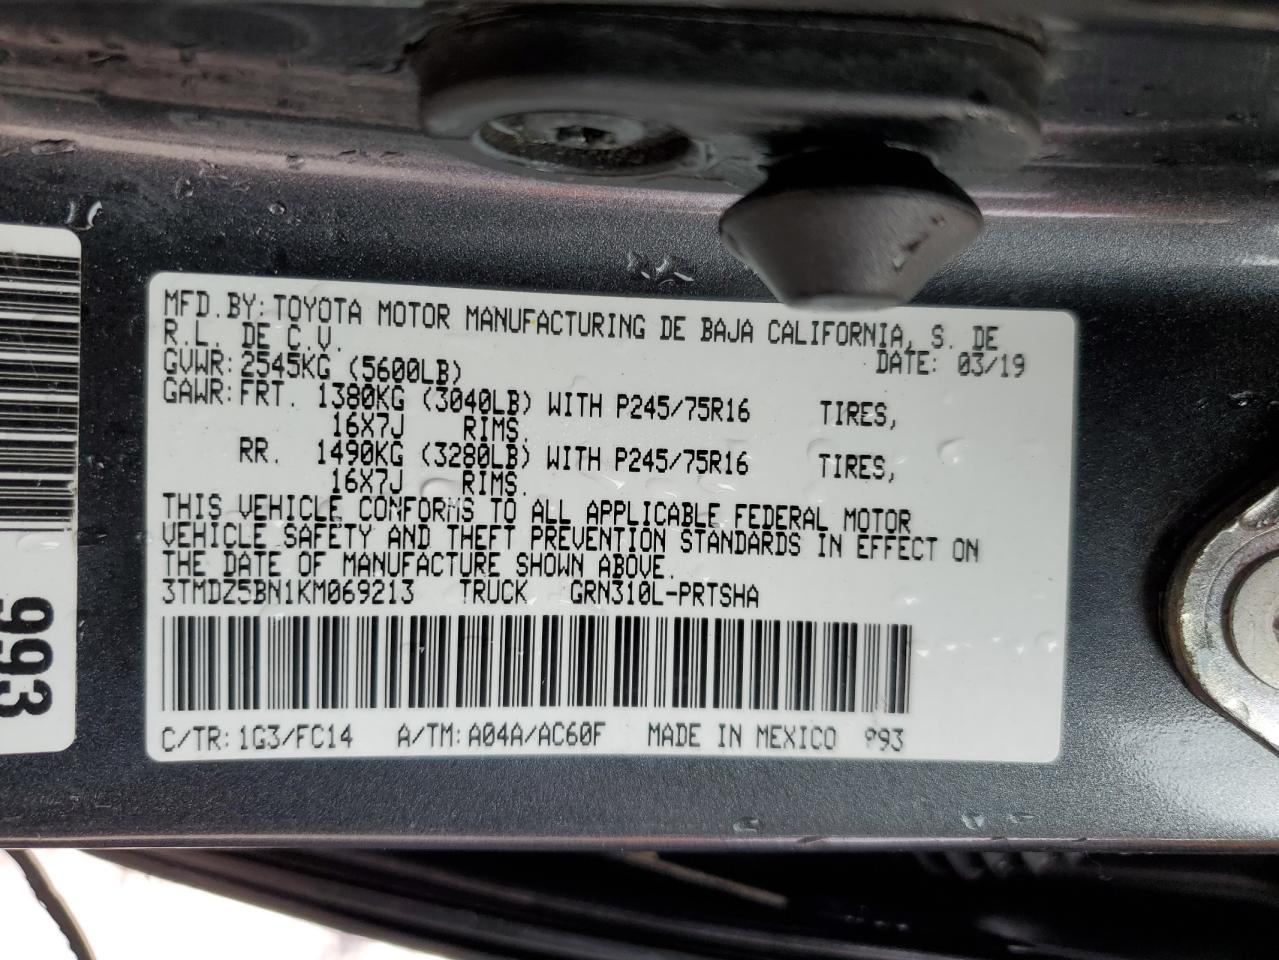 MFD.BY: TOYOTA MOTOR MANUFACTURING DE BAJA CALIFORNIA, S. DE
R.L. DE C.V.
DATE: 03/19
GVWR: 2545KG (5600LB)
GAWR: FRT. 1380KG (3040LB) WITH P245/75R16 TIRES,
16X7J RIMS.
RR. 1490KG (3280LB) WITH P245/75R16 TIRES,
16X7J RIMS.
THIS VEHICLE CONFORMS TO ALL APPLICABLE FEDERAL MOTOR
VEHICLE SAFETY AND THEFT PREVENTION STANDARDS IN EFFECT ON
THE DATE OF MANUFACTURE SHOWN ABOVE.
3TMDZ5BN1KM069213 TRUCK GRN310L-PRTSHA
C/TR: 1G3/FC14 A/TM: A04A/AC60F MADE IN MEXICO 993
993